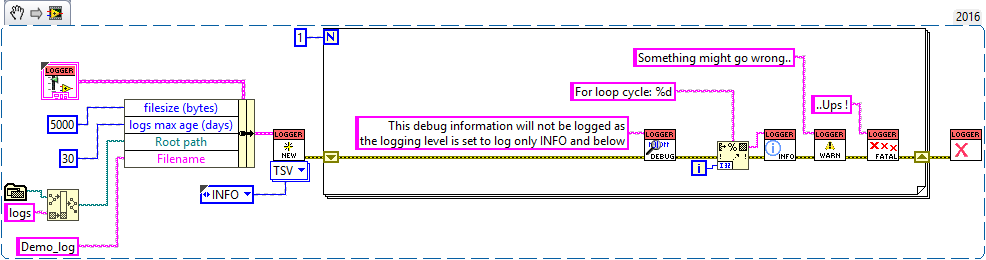 2016
1
N
Something might go wrong..
LOGGER
For loop cycle: %d
..Ups !
filesize (bytes)
5000
logs max age (days)
This debug information will not be logged as
the logging level is set to log only INFO and below
LOGGER
LOGGER
LOGGER
LOGGER
LOGGER
LOGGER
30
Root path
Filename
NEW
DEBUG
INFO
WARN
FATAL
TSV
i
INFO
logs
Demo_log